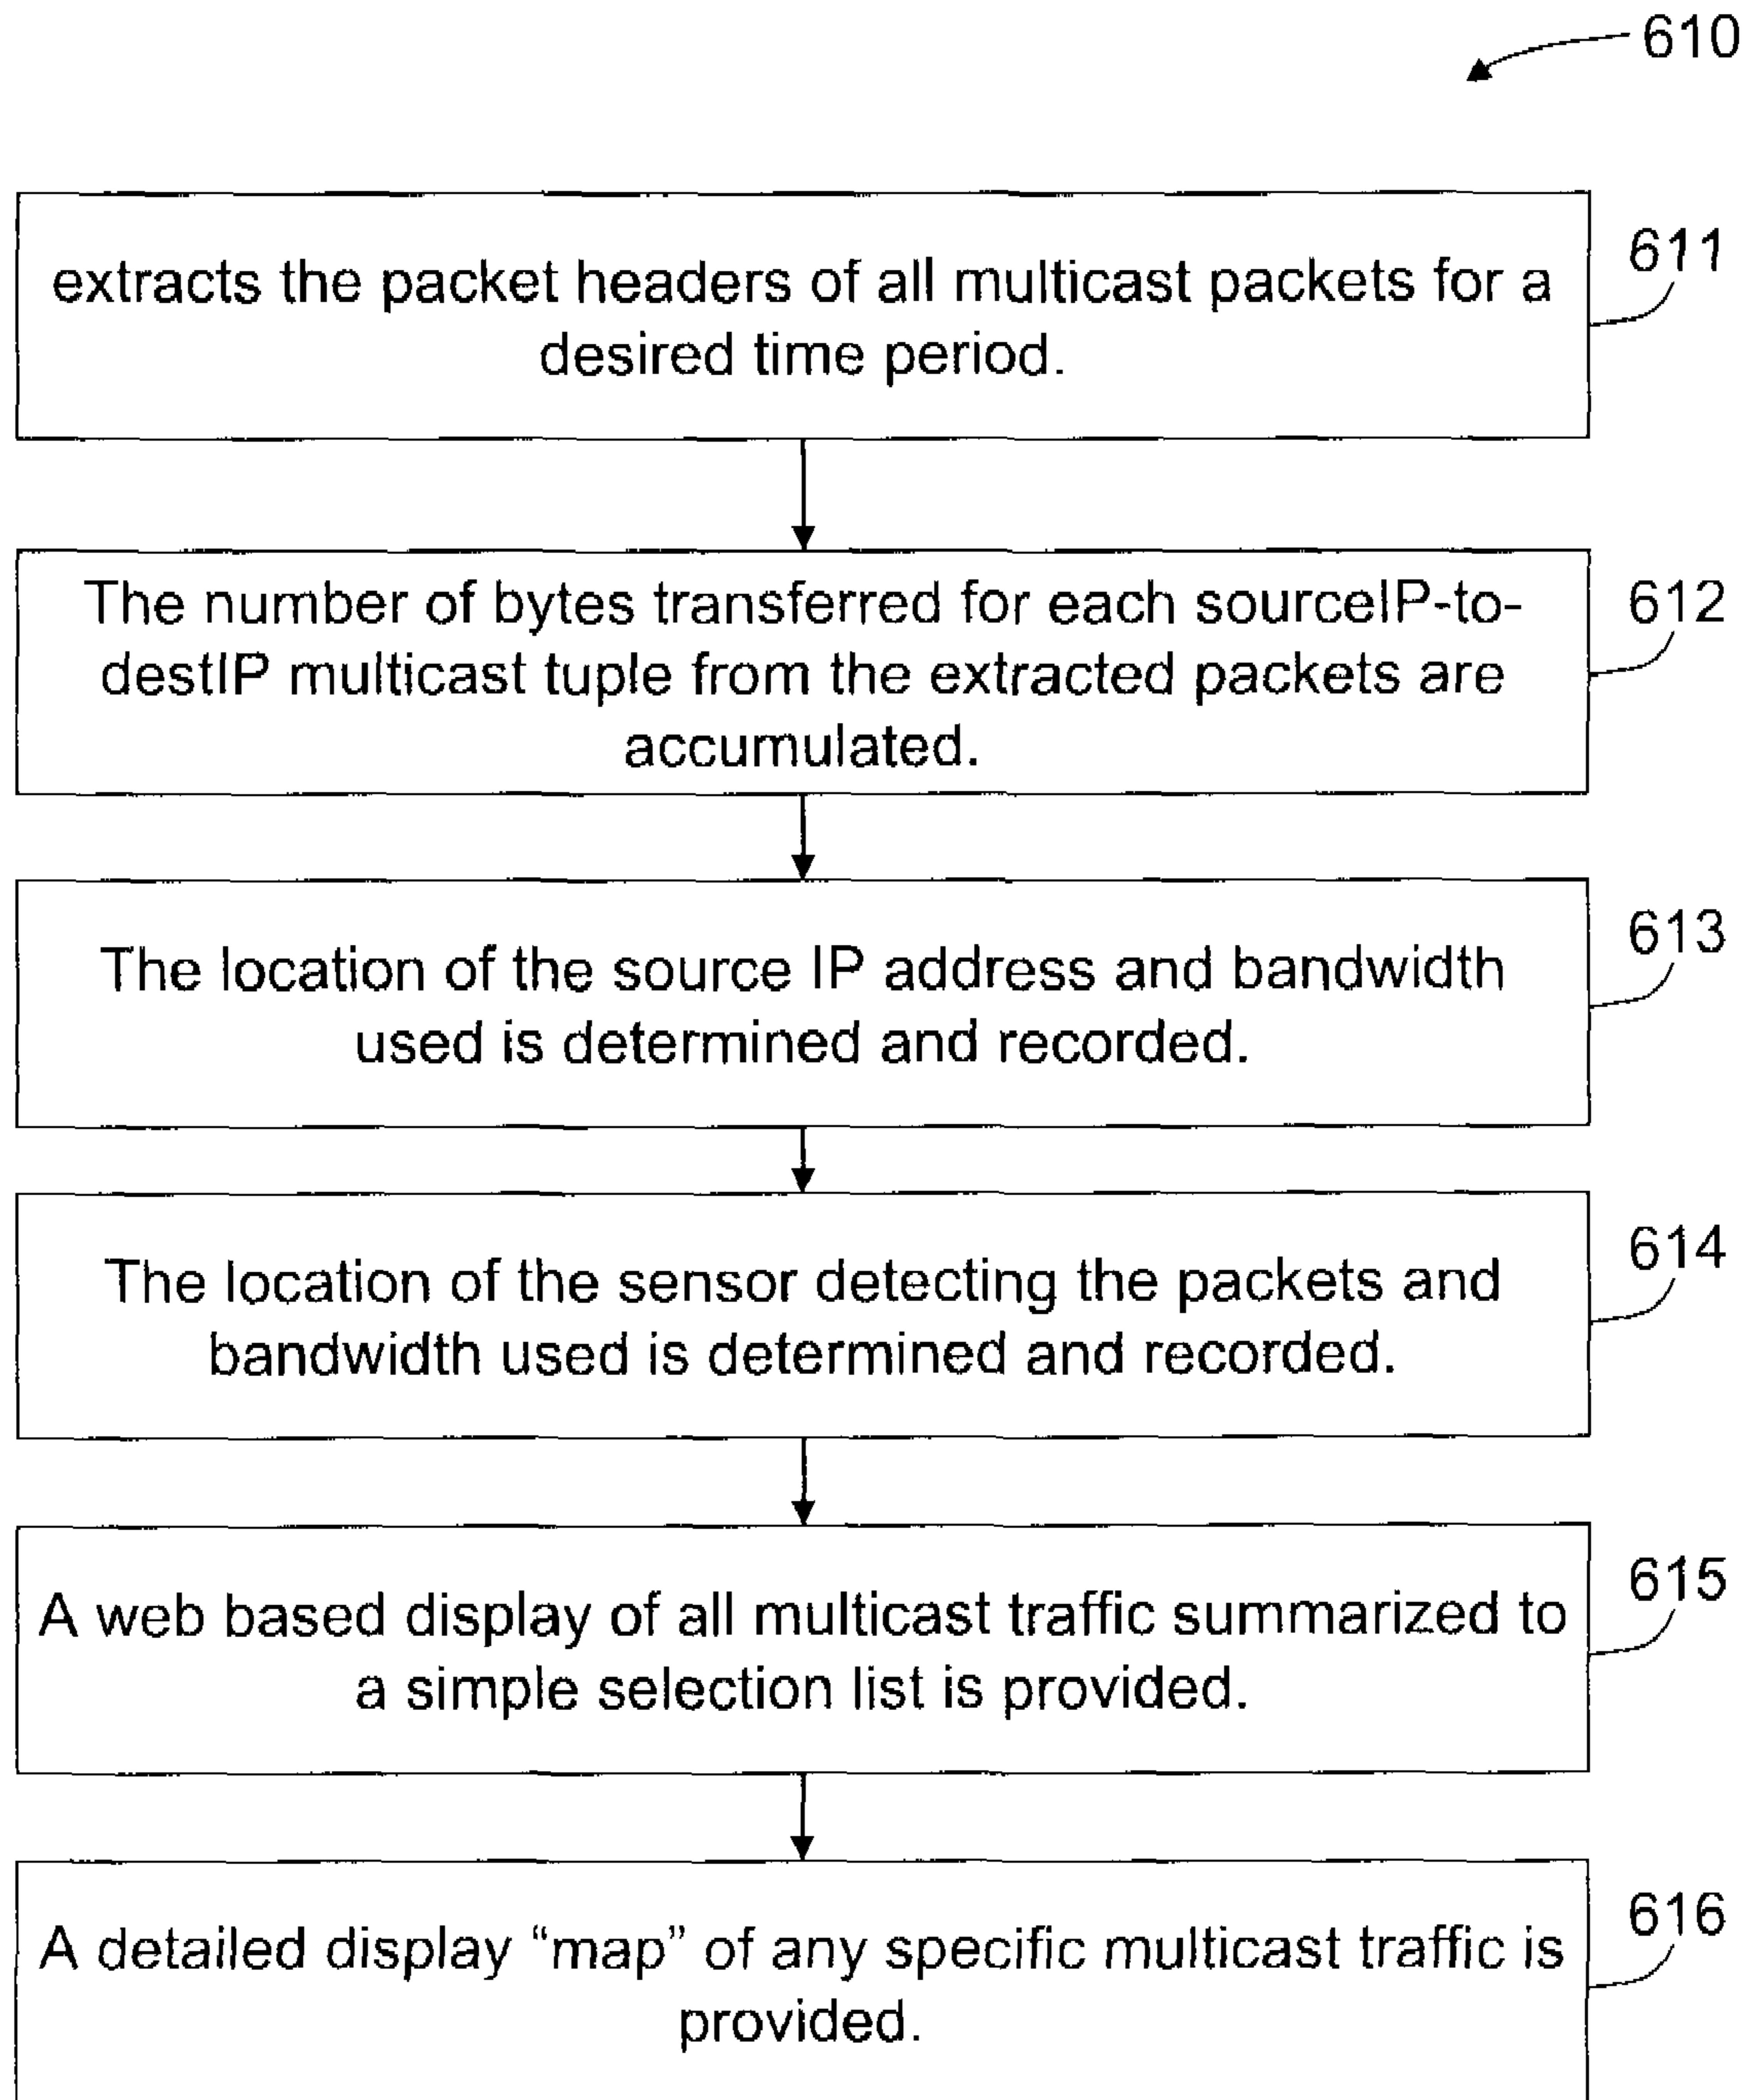 610
extracts the packet headers of all multicast packets for a
desired time period.
611
The number of bytes transferred for each sourceIP-to-
destIP multicast tuple from the extracted packets are
accumulated.
612
The location of the source IP address and bandwidth
used is determined and recorded.
613
The location of the sensor detecting the packets and
bandwidth used is determined and recorded.
614
A web based display of all multicast traffic summarized to
a simple selection list is provided.
615
A detailed display “map” of any specific multicast traffic is
provided.
616